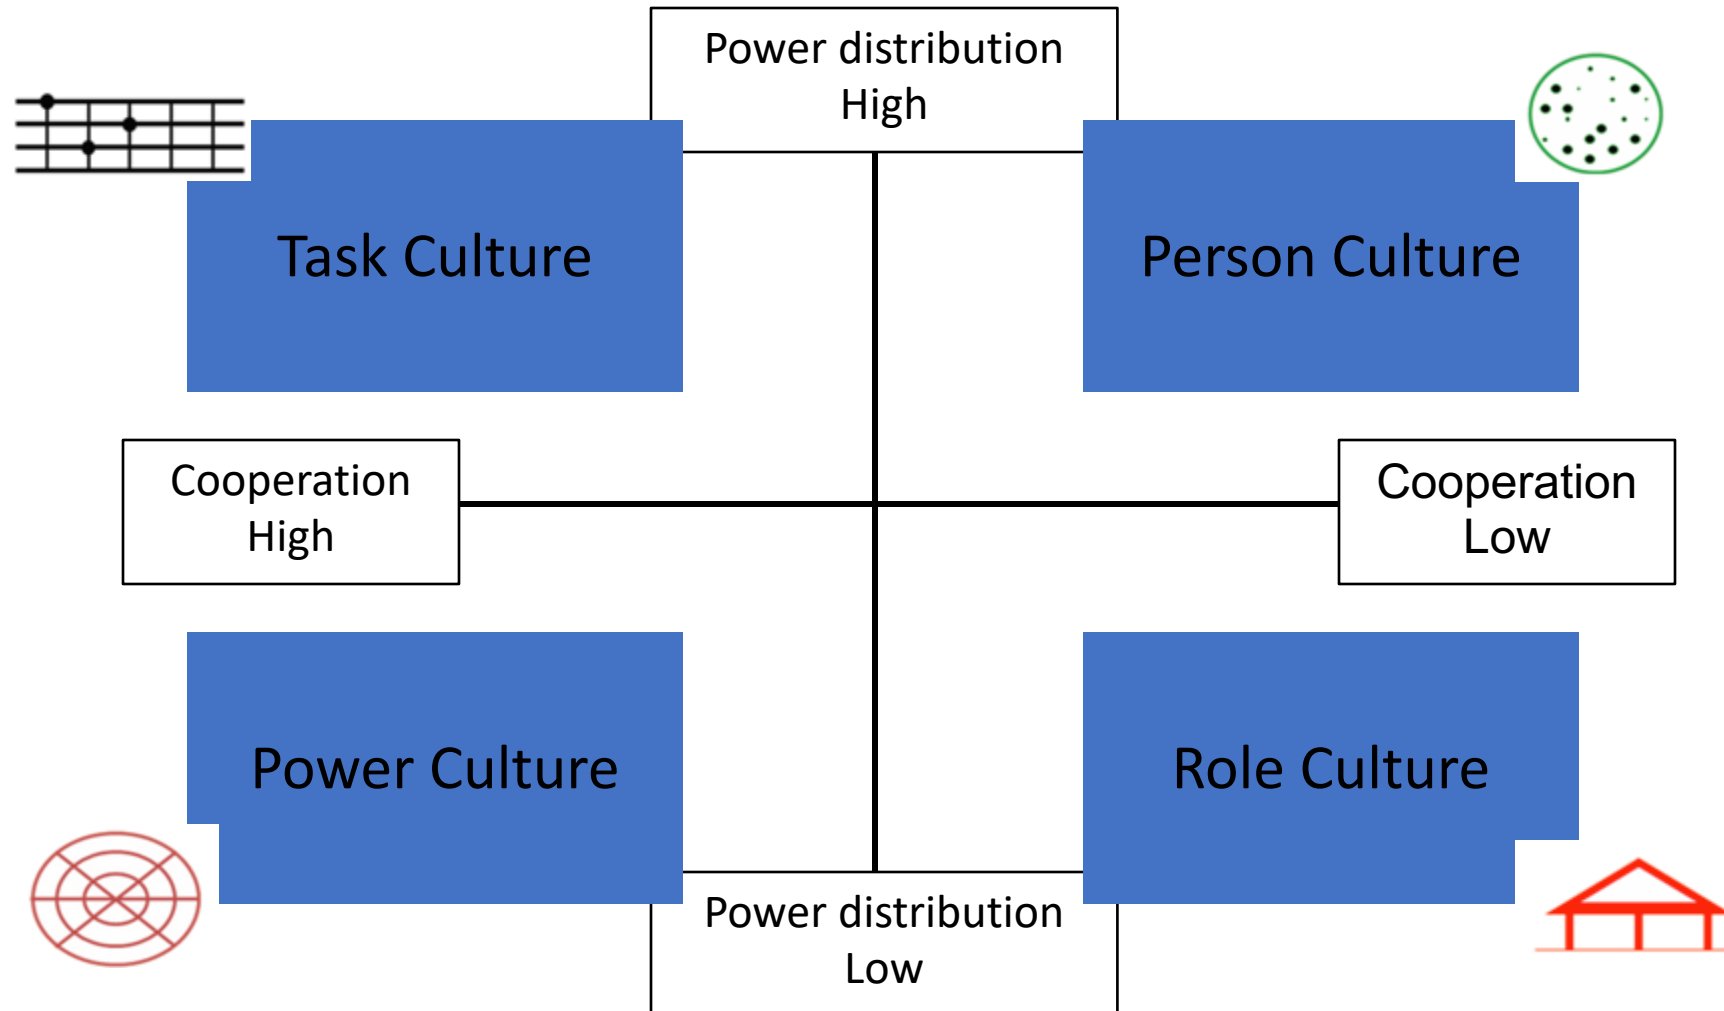 Power distribution
High
Task Culture
Person Culture
Cooperation
High
Cooperation
Low
Power Culture
Role Culture
Power distribution
Low